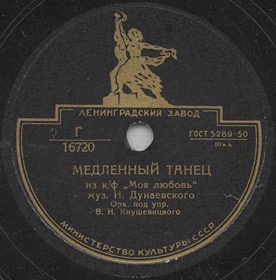 ЛЕНИНГРАДСКИЙ ЗАВОД
Г
16720
ГОСТ 5289-50
МЕДЛЕННЫЙ ТАНЕЦ
из к/ф „Моя любовь"
муз. И. Дунаевского
Орк. под упр.
В. Н. Кнушевицкого
МИНИСТЕРСТВО КУЛЬТУРЫ СССР